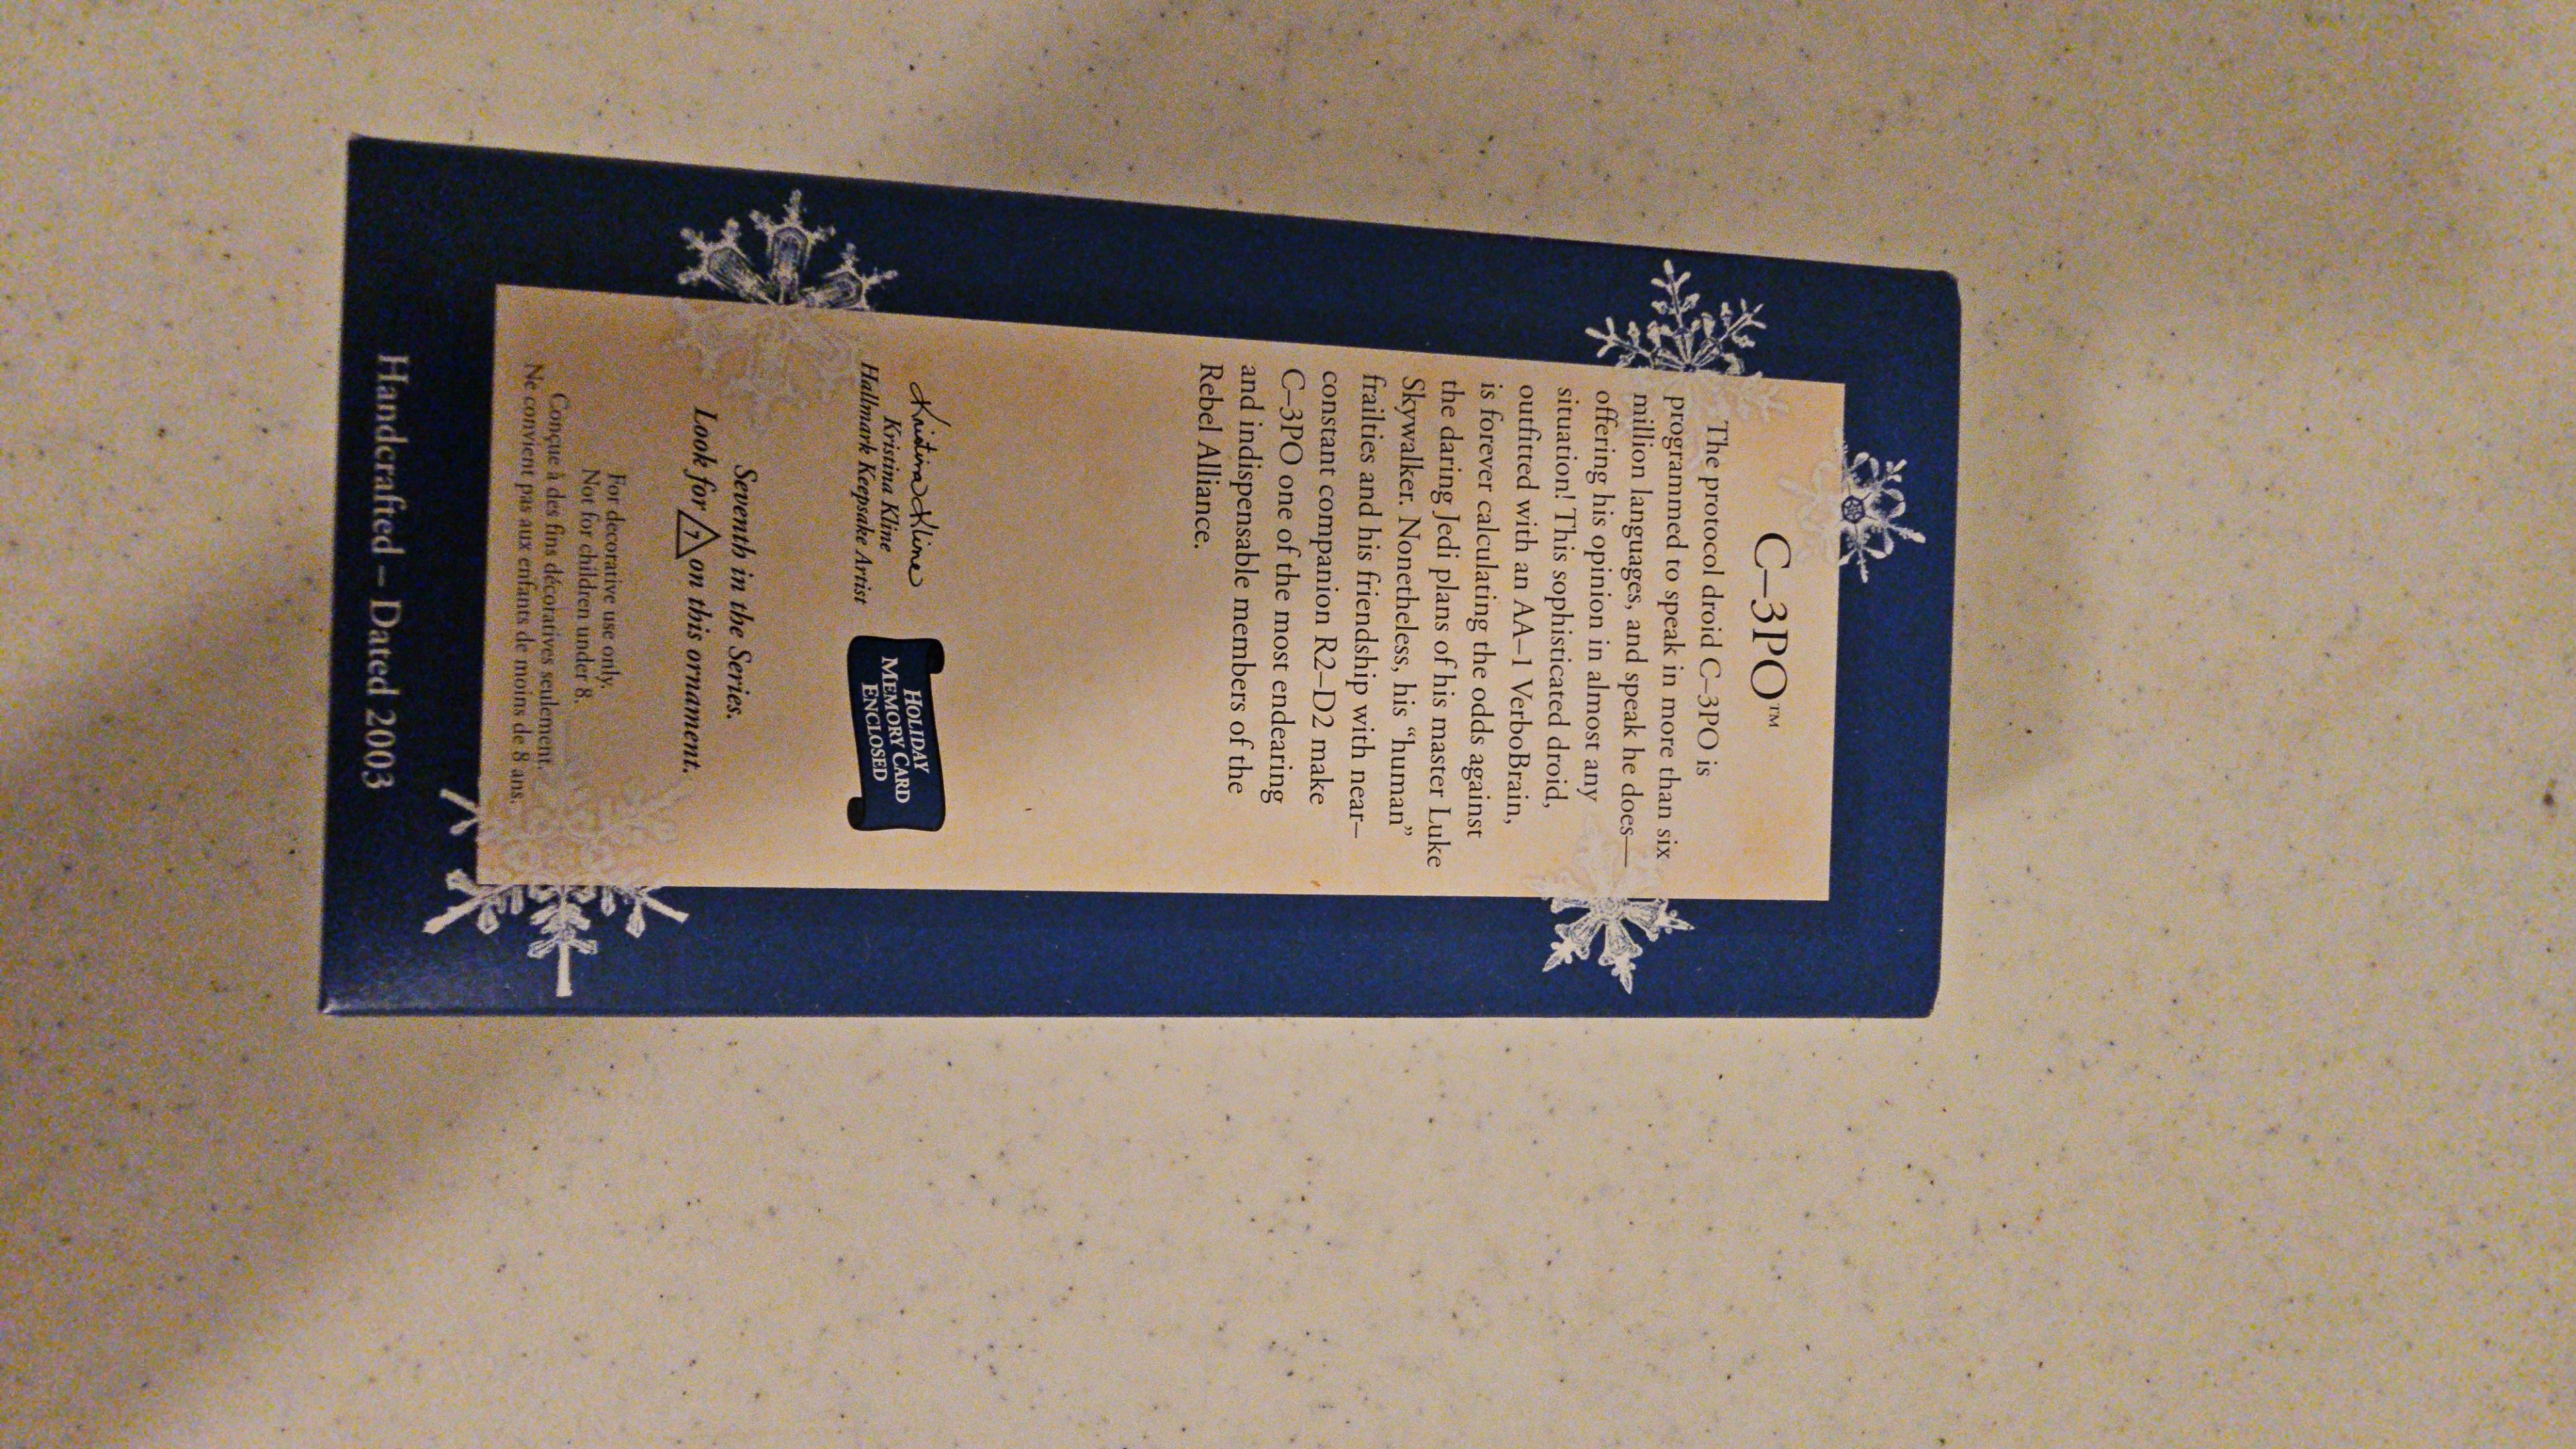 C–3PO™
The protocol droid C–3PO is
programmed to speak in more than six
million languages, and speak he does—
offering his opinion in almost any
situation! This sophisticated droid,
outfitted with an AA–1 VerboBrain,
is forever calculating the odds against
the daring Jedi plans of his master Luke
Skywalker. Nonetheless, his “human”
frailties and his friendship with near–
constant companion R2–D2 make
C–3PO one of the most endearing
and indispensable members of the
Rebel Alliance.
Kristina Kline
Kristina Kline
Hallmark Keepsake Artist
HOLIDAY
MEMORY CARD
ENCLOSED
Seventh in the Series.
Look for 7 on this ornament.
For decorative use only.
Not for children under 8.
Conçue à des fins décoratives seulement.
Ne convient pas aux enfants de moins de 8 ans.
Handcrafted – Dated 2003